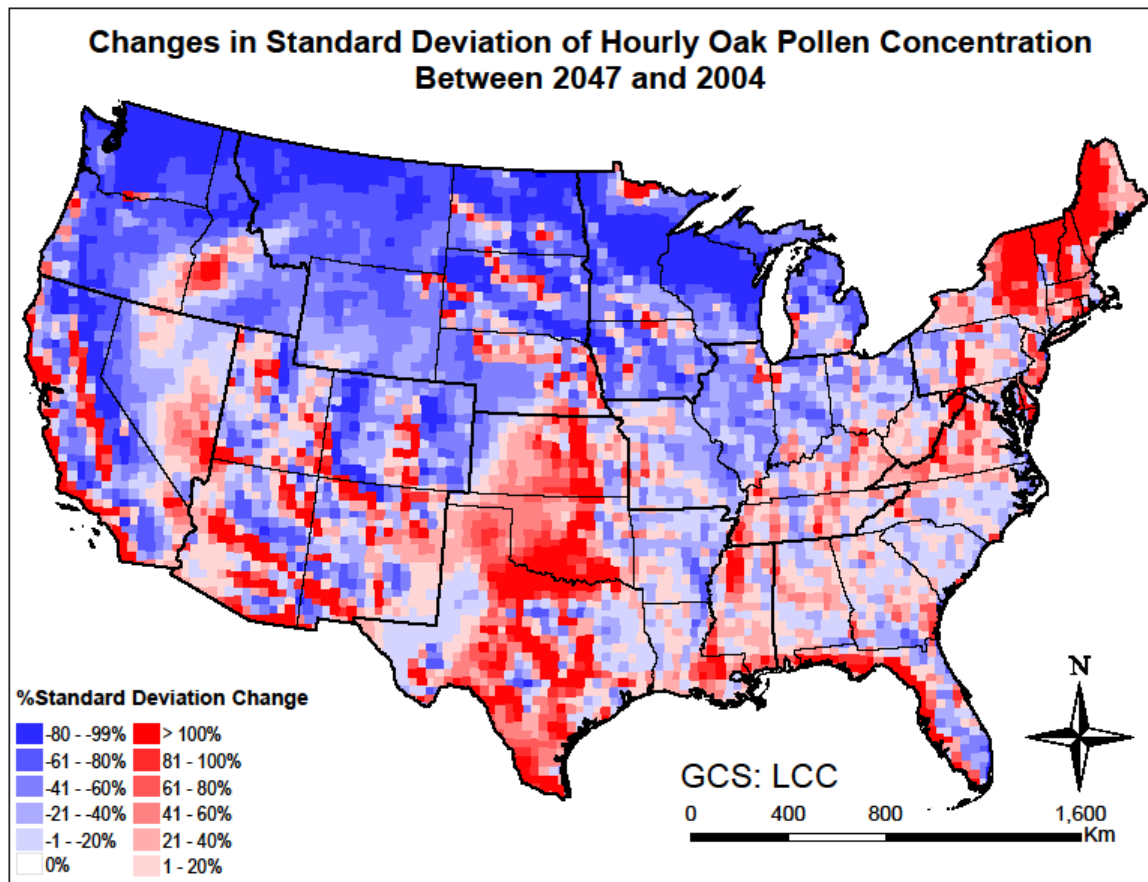 Changes in Standard Deviation of Hourly Oak Pollen Concentration
Between 2047 and 2004
N
%Standard Deviation Change
-80 - -99% > 100%
-61 - -80% 81 - 100%
-41 - -60% 61 - 80%
-21 - -40% 41 - 60%
-1 - -20% 21 - 40%
0% 1 - 20%
GCS: LCC
0 400 800 1,600
Km